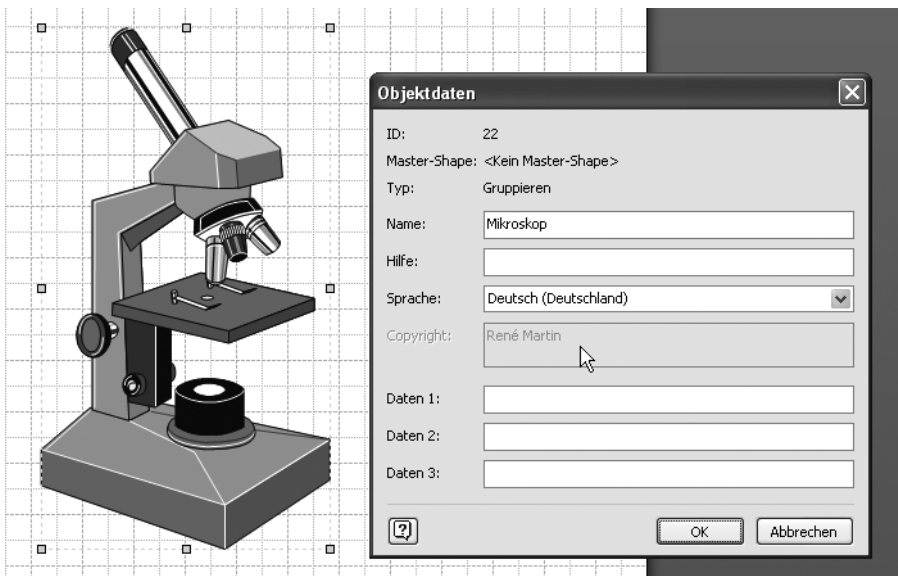 Objektdaten
ID: 22
Master-Shape: <Kein Master-Shape>
Typ: Gruppieren
Name: Mikroskop
Hilfe:
Sprache: Deutsch (Deutschland)
Copyright: René Martin
Daten 1:
Daten 2:
Daten 3:
OK Abbrechen